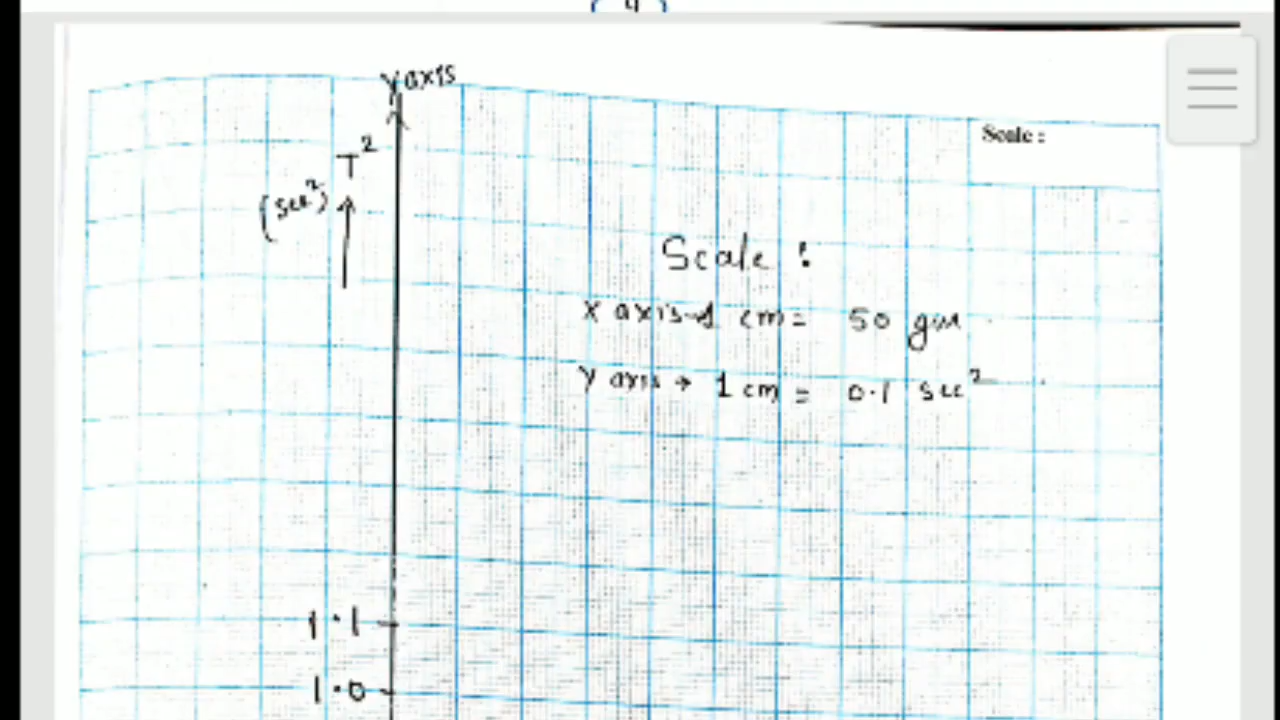 4
y axis
Scale :
T²
(sec²)
Scale :
x axis→1 cm = 50 gm
y axis → 1 cm = 0.1 sec²
1.1
1.0